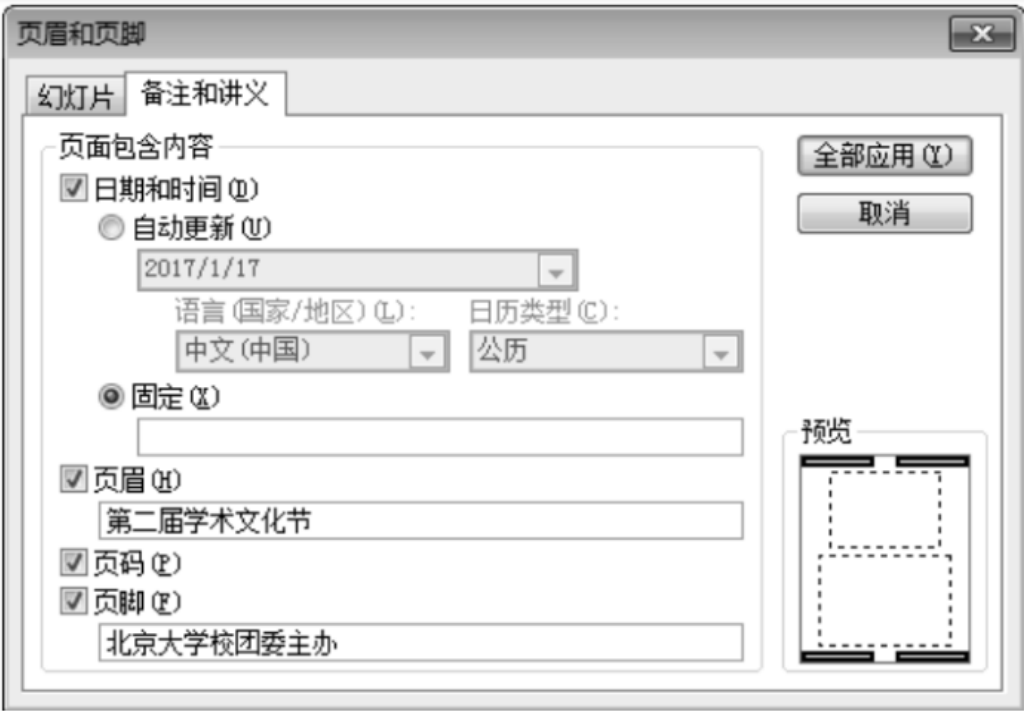 页眉和页脚
幻灯片 备注和讲义
页面包含内容
全部应用(Y)
日期和时间(D)
取消
自动更新(U)
2017/1/17
语言(国家/地区)(L): 日历类型(C):
中文(中国) 公历
固定(X)
预览
页眉(H)
第二届学术文化节
页码(P)
页脚(F)
北京大学校团委主办